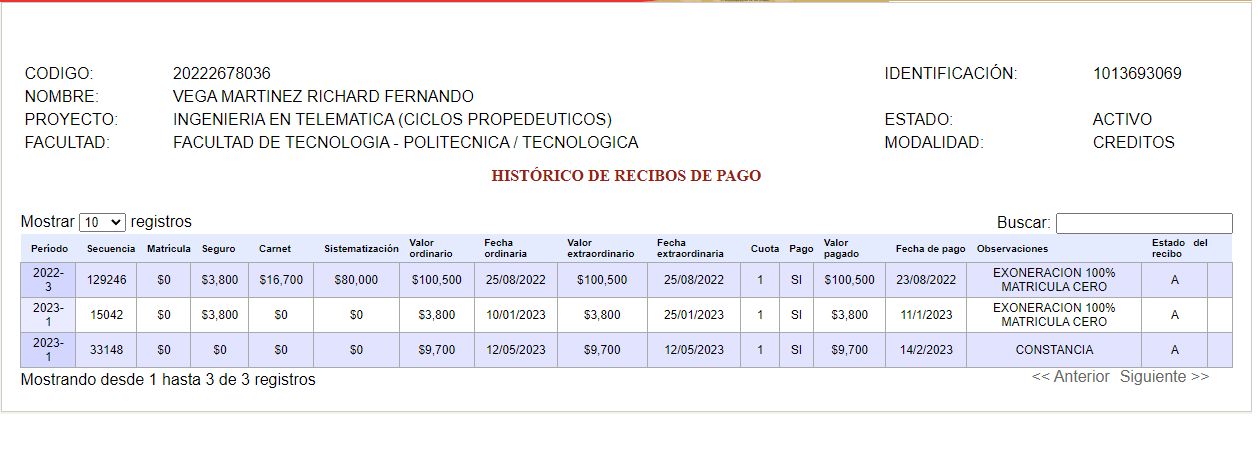 CODIGO: 20222678036 IDENTIFICACIÓN: 1013693069
NOMBRE: VEGA MARTINEZ RICHARD FERNANDO
PROYECTO: INGENIERIA EN TELEMATICA (CICLOS PROPEDEUTICOS) ESTADO: ACTIVO
FACULTAD: FACULTAD DE TECNOLOGIA - POLITECNICA / TECNOLOGICA MODALIDAD: CREDITOS
HISTÓRICO DE RECIBOS DE PAGO
Mostrar 10 registros Buscar:
Período Secuencia Matrícula Seguro Carnet Sistematización Valor ordinario Fecha ordinaria Valor extraordinario Fecha extraordinaria Cuota Pago Valor pagado Fecha de pago Observaciones Estado del recibo
2022-3 129246 $0 $3,800 $16,700 $80,000 $100,500 25/08/2022 $100,500 25/08/2022 1 SI $100,500 23/08/2022 EXONERACION 100% MATRICULA CERO A
2023-1 15042 $0 $3,800 $0 $0 $3,800 10/01/2023 $3,800 25/01/2023 1 SI $3,800 11/1/2023 EXONERACION 100% MATRICULA CERO A
2023-1 33148 $0 $0 $0 $0 $9,700 12/05/2023 $9,700 12/05/2023 1 SI $9,700 14/2/2023 CONSTANCIA A
Mostrando desde 1 hasta 3 de 3 registros << Anterior Siguiente >>